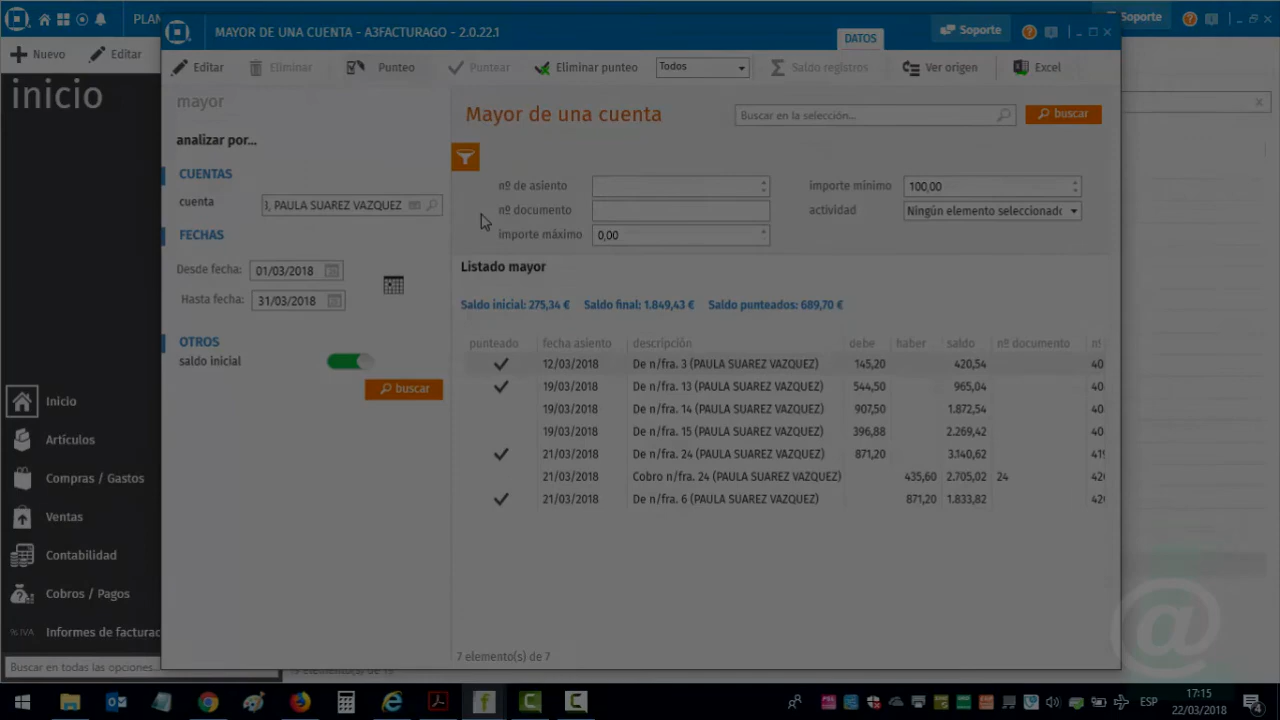 PLAN
MAYOR DE UNA CUENTA - A3FACTURAGO - 2.0.22.1
DATOS
Soporte
Soporte
Nuevo
Editar
Editar
Eliminar
Punteo
Puntear
Eliminar punteo
Todos
Saldo registros
Ver origen
Excel
inicio
mayor
analizar por...
CUENTAS
cuenta
, PAULA SUAREZ VAZQUEZ
FECHAS
Desde fecha: 01/03/2018
Hasta fecha: 31/03/2018
OTROS
saldo inicial
buscar
Mayor de una cuenta
Buscar en la selección...
buscar
nº de asiento
importe mínimo 100,00
nº documento
actividad Ningún elemento seleccionado
importe máximo 0,00
Listado mayor
Saldo inicial: 275,34 € Saldo final: 1.849,43 € Saldo punteados: 689,70 €
punteado fecha asiento descripción debe haber saldo nº documento nº
12/03/2018 De n/fra. 3 (PAULA SUAREZ VAZQUEZ) 145,20 420,54 40
19/03/2018 De n/fra. 13 (PAULA SUAREZ VAZQUEZ) 544,50 965,04 40
19/03/2018 De n/fra. 14 (PAULA SUAREZ VAZQUEZ) 907,50 1.872,54 40
19/03/2018 De n/fra. 15 (PAULA SUAREZ VAZQUEZ) 396,88 2.269,42 40
21/03/2018 De n/fra. 24 (PAULA SUAREZ VAZQUEZ) 871,20 3.140,62 419
21/03/2018 Cobro n/fra. 24 (PAULA SUAREZ VAZQUEZ) 435,60 2.705,02 24 420
21/03/2018 De n/fra. 6 (PAULA SUAREZ VAZQUEZ) 871,20 1.833,82 420
7 elemento(s) de 7
Inicio
Artículos
Compras / Gastos
Ventas
Contabilidad
Cobros / Pagos
% IVA Informes de facturac
Buscar en todas las opciones...
@
ESP
17:15
22/03/2018
4